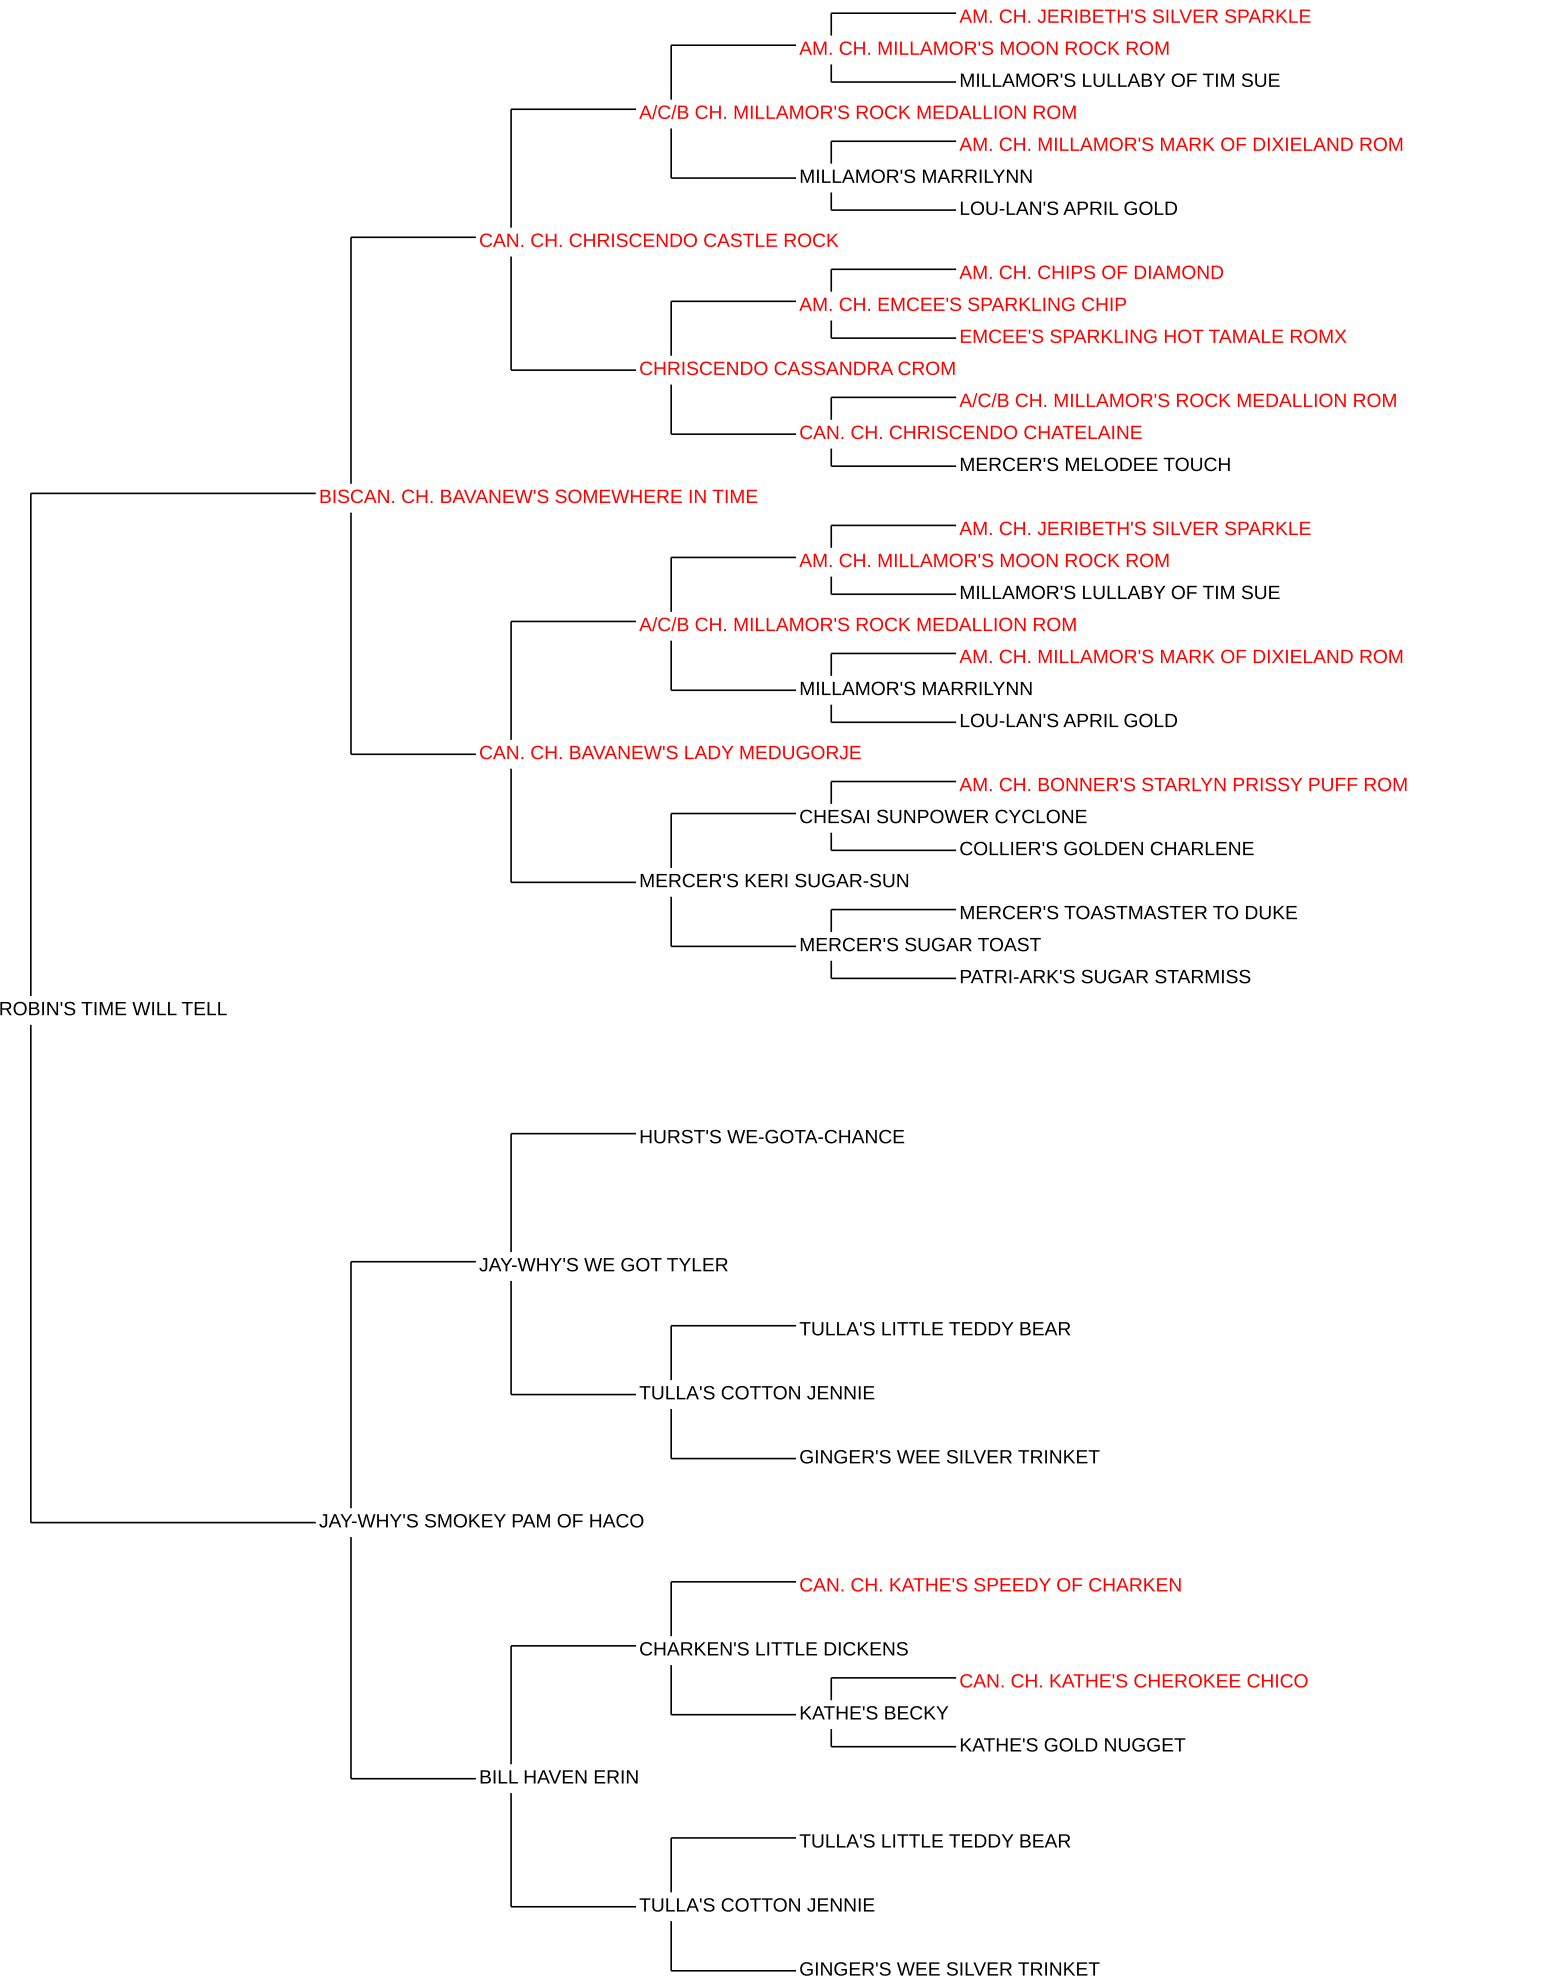 AM. CH. JERIBETH'S SILVER SPARKLE
AM. CH. MILLAMOR'S MOON ROCK ROM
MILLAMOR'S LULLABY OF TIM SUE
A/C/B CH. MILLAMOR'S ROCK MEDALLION ROM
AM. CH. MILLAMOR'S MARK OF DIXIELAND ROM
MILLAMOR'S MARRILYNN
LOU-LAN'S APRIL GOLD
CAN. CH. CHRISCENDO CASTLE ROCK
AM. CH. CHIPS OF DIAMOND
AM. CH. EMCEE'S SPARKLING CHIP
EMCEE'S SPARKLING HOT TAMALE ROMX
CHRISCENDO CASSANDRA CROM
A/C/B CH. MILLAMOR'S ROCK MEDALLION ROM
CAN. CH. CHRISCENDO CHATELAINE
MERCER'S MELODEE TOUCH
BISCAN. CH. BAVANEW'S SOMEWHERE IN TIME
AM. CH. JERIBETH'S SILVER SPARKLE
AM. CH. MILLAMOR'S MOON ROCK ROM
MILLAMOR'S LULLABY OF TIM SUE
A/C/B CH. MILLAMOR'S ROCK MEDALLION ROM
AM. CH. MILLAMOR'S MARK OF DIXIELAND ROM
MILLAMOR'S MARRILYNN
LOU-LAN'S APRIL GOLD
CAN. CH. BAVANEW'S LADY MEDUGORJE
AM. CH. BONNER'S STARLYN PRISSY PUFF ROM
CHESAI SUNPOWER CYCLONE
COLLIER'S GOLDEN CHARLENE
MERCER'S KERI SUGAR-SUN
MERCER'S TOASTMASTER TO DUKE
MERCER'S SUGAR TOAST
PATRI-ARK'S SUGAR STARMISS
ROBIN'S TIME WILL TELL
HURST'S WE-GOTA-CHANCE
JAY-WHY'S WE GOT TYLER
TULLA'S LITTLE TEDDY BEAR
TULLA'S COTTON JENNIE
GINGER'S WEE SILVER TRINKET
JAY-WHY'S SMOKEY PAM OF HACO
CAN. CH. KATHE'S SPEEDY OF CHARKEN
CHARKEN'S LITTLE DICKENS
CAN. CH. KATHE'S CHEROKEE CHICO
KATHE'S BECKY
KATHE'S GOLD NUGGET
BILL HAVEN ERIN
TULLA'S LITTLE TEDDY BEAR
TULLA'S COTTON JENNIE
GINGER'S WEE SILVER TRINKET